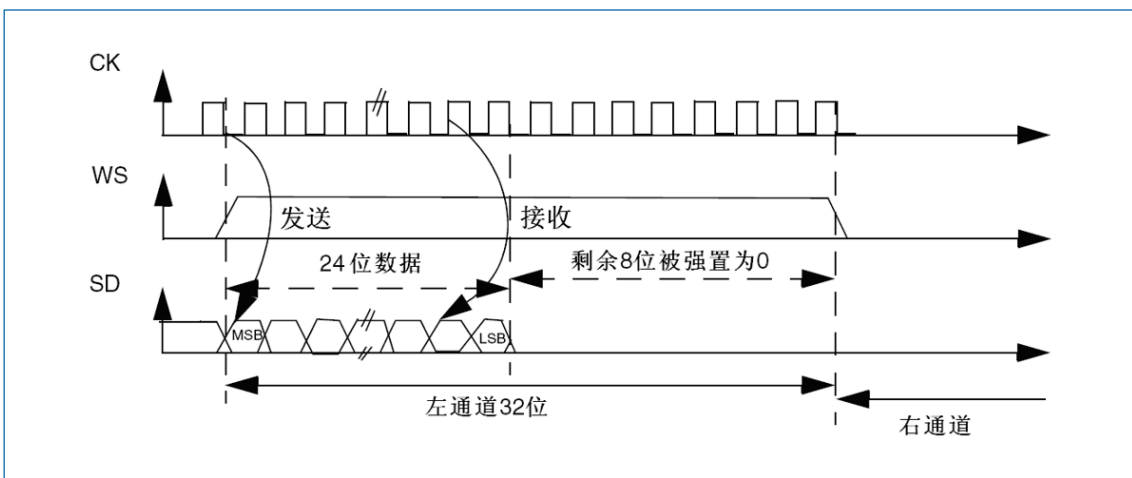 CK
WS
发送
接收
24位数据
剩余8位被强置为0
SD
MSB
LSB
左通道32位
右通道